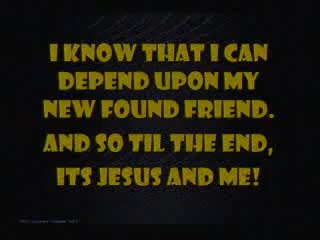 I KNOW THAT I CAN
DEPEND UPON MY
NEW FOUND FRIEND.
AND SO TIL THE END,
ITS JESUS AND ME!